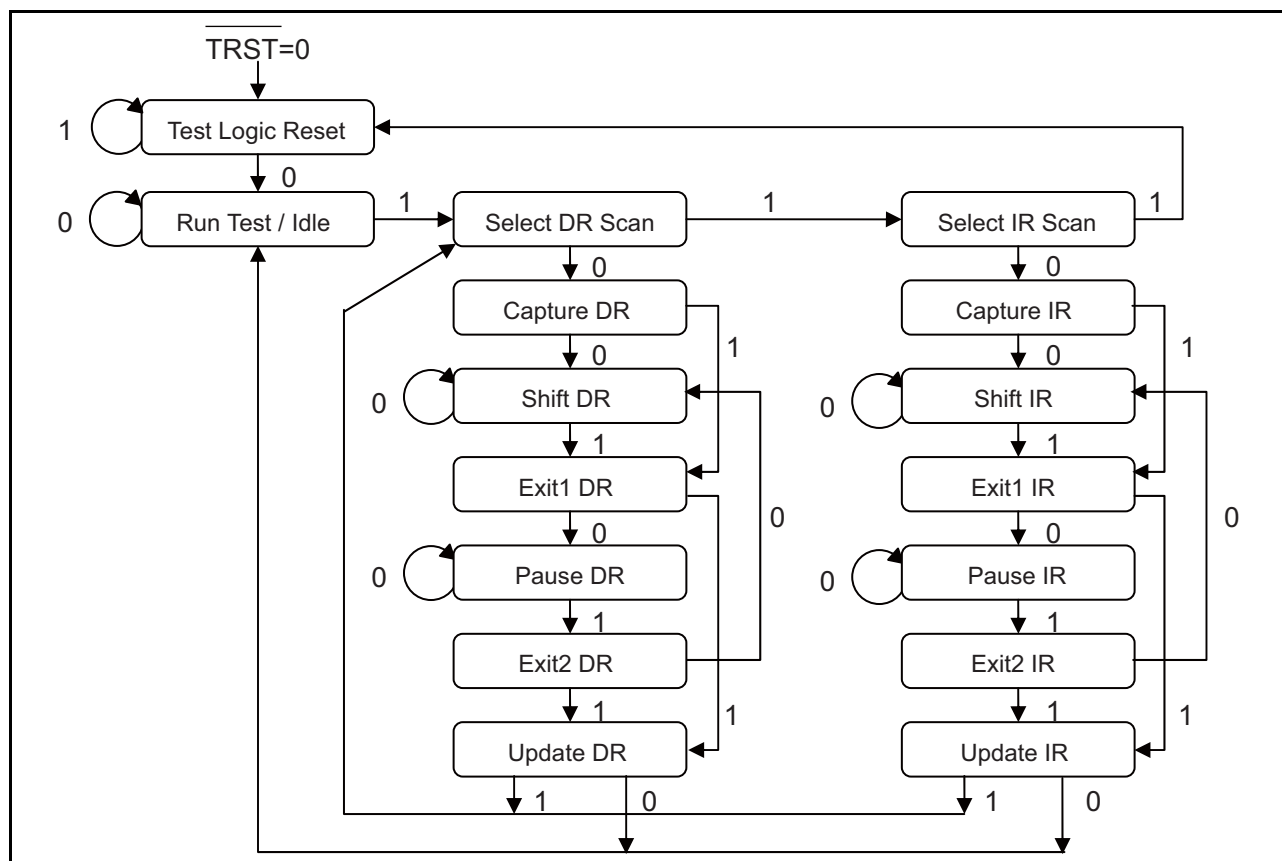 TRST=0
1
Test Logic Reset
0
0
Run Test / Idle
1
Select DR Scan
1
Select IR Scan
1
0
0
Capture DR
Capture IR
1
1
0
0
0
Shift DR
0
Shift IR
1
1
Exit1 DR
Exit1 IR
0
0
0
0
0
Pause DR
0
Pause IR
1
1
Exit2 DR
Exit2 IR
1
1
1
1
Update DR
Update IR
1
0
1
0